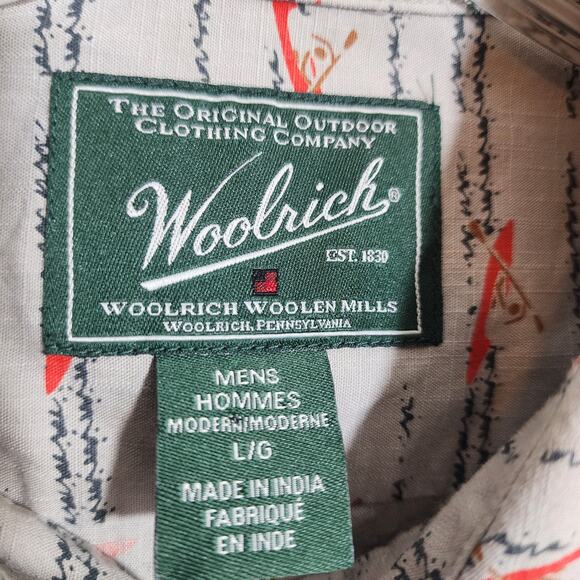 THE ORIGINAL OUTDOOR
CLOTHING COMPANY
Woolrich®
EST. 1830
WOOLRICH WOOLEN MILLS
WOOLRICH, PENNSYLVANIA
MENS
HOMMES
MODERN/MODERNE
L/G
MADE IN INDIA
FABRIQUÉ
EN INDE